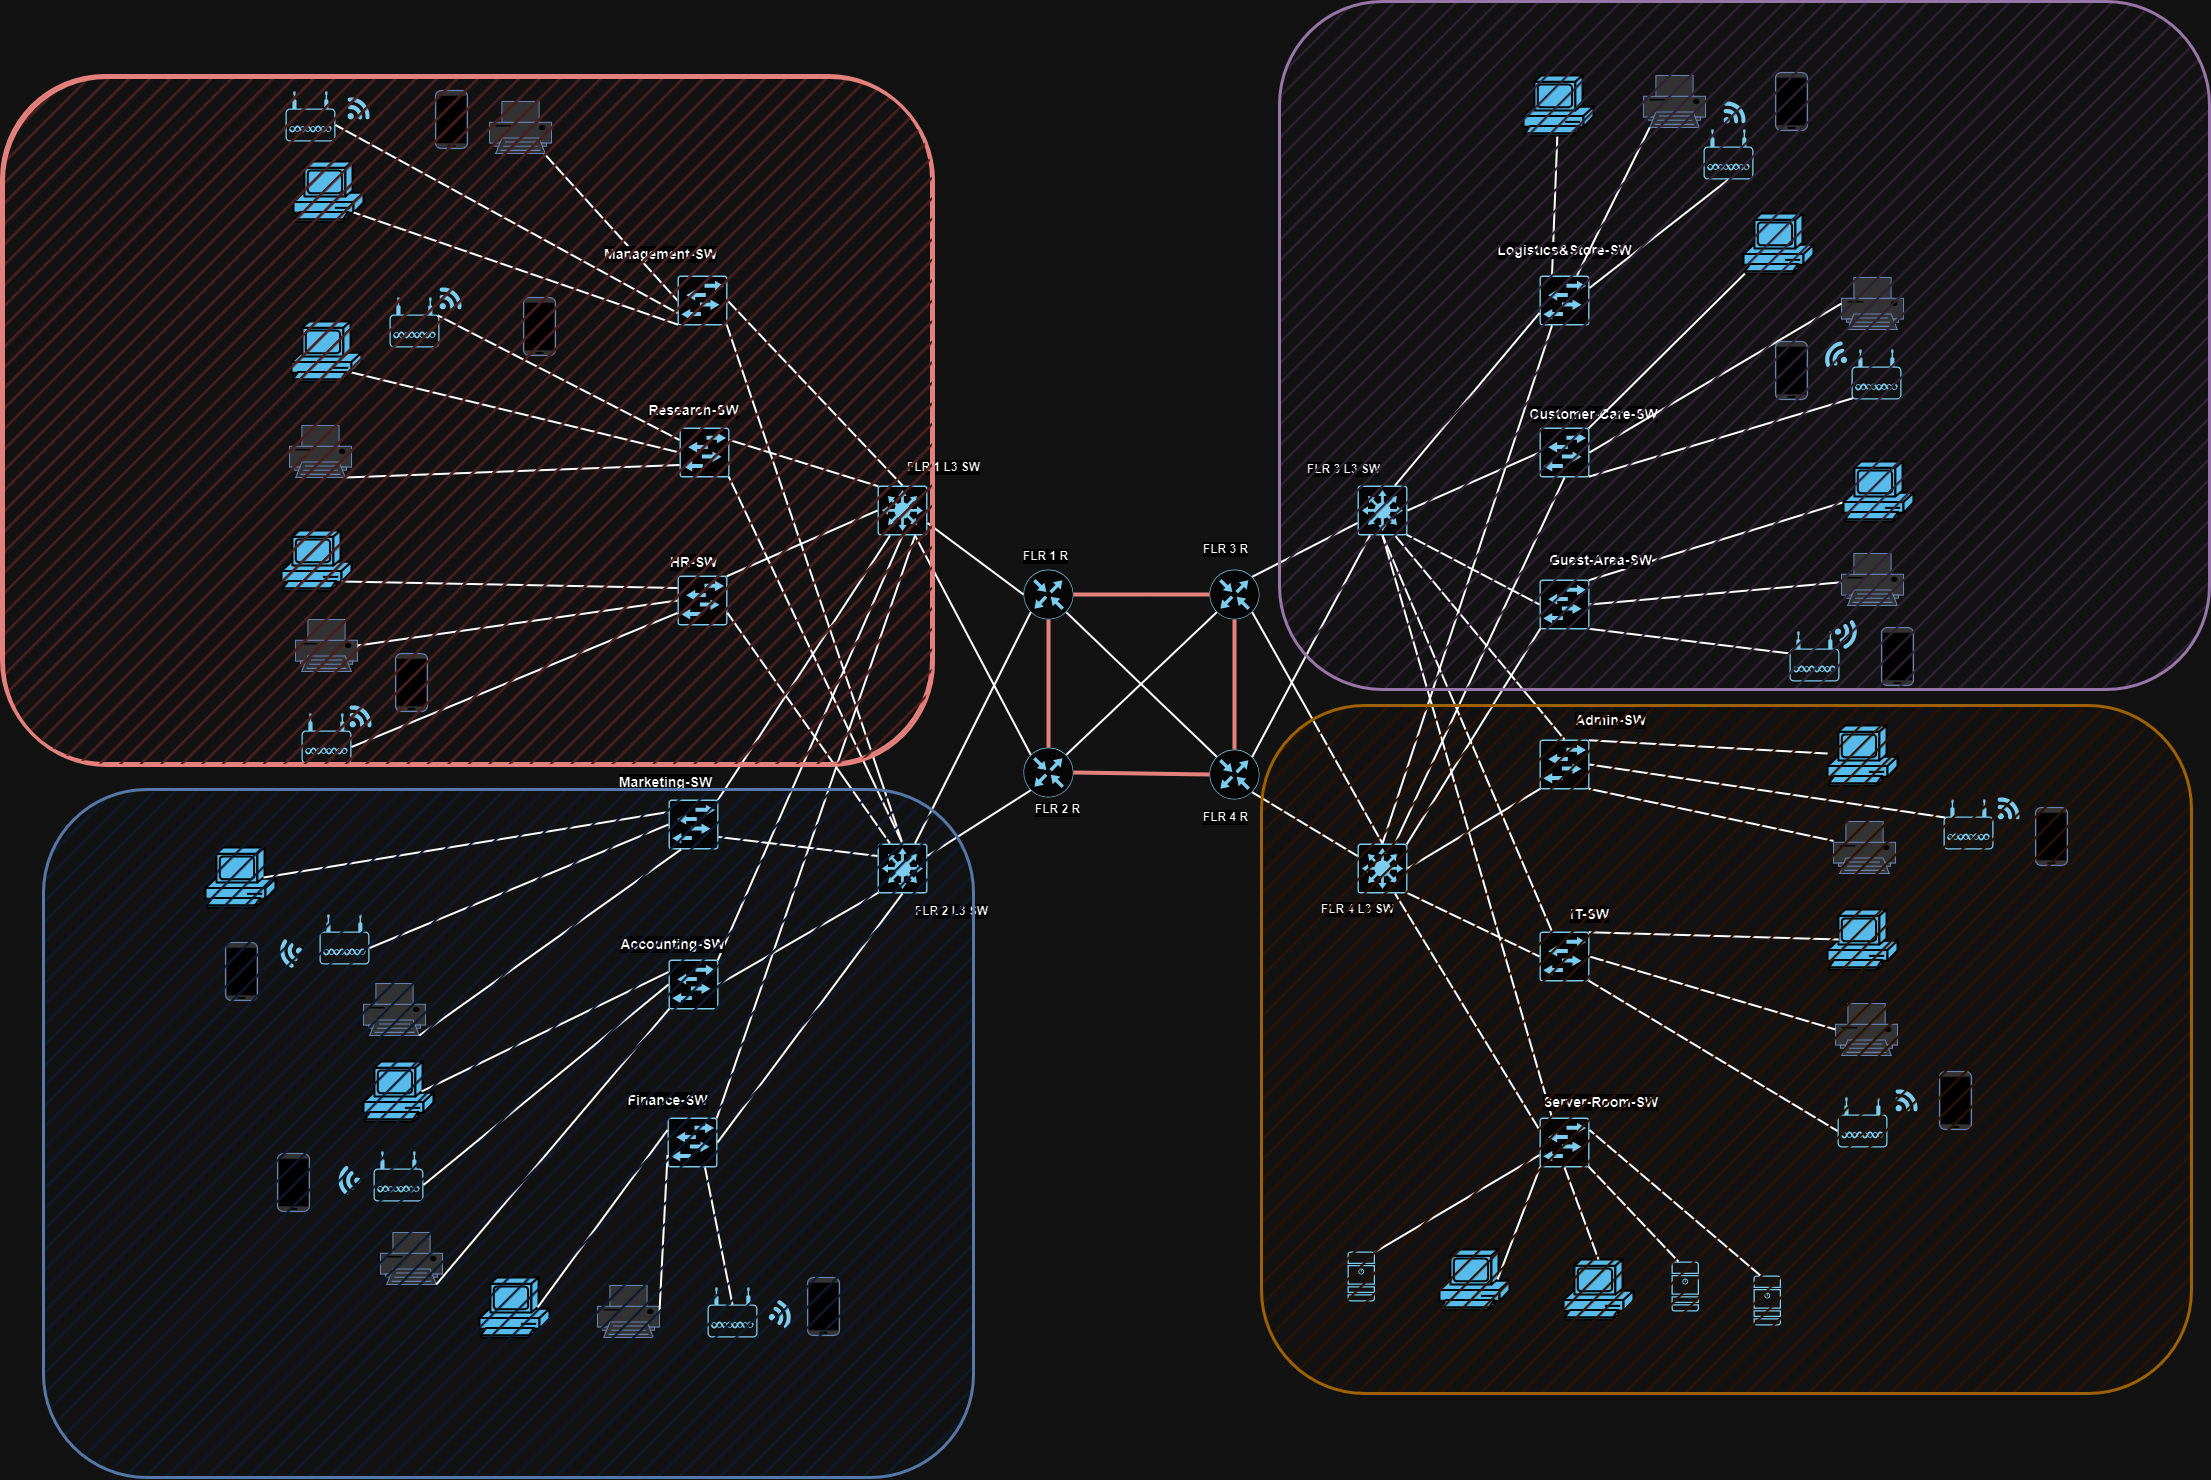 Management-SW
Research-SW
FLR 1 L3 SW
HR-SW
Logistics&Store-SW
Customer-Care-SW
FLR 3 L3 SW
Guest-Area-SW
FLR 1 R
FLR 3 R
FLR 2 R
FLR 4 R
Marketing-SW
FLR 2 L3 SW
Accounting-SW
Finance-SW
Admin-SW
FLR 4 L3 SW
IT-SW
Server-Room-SW